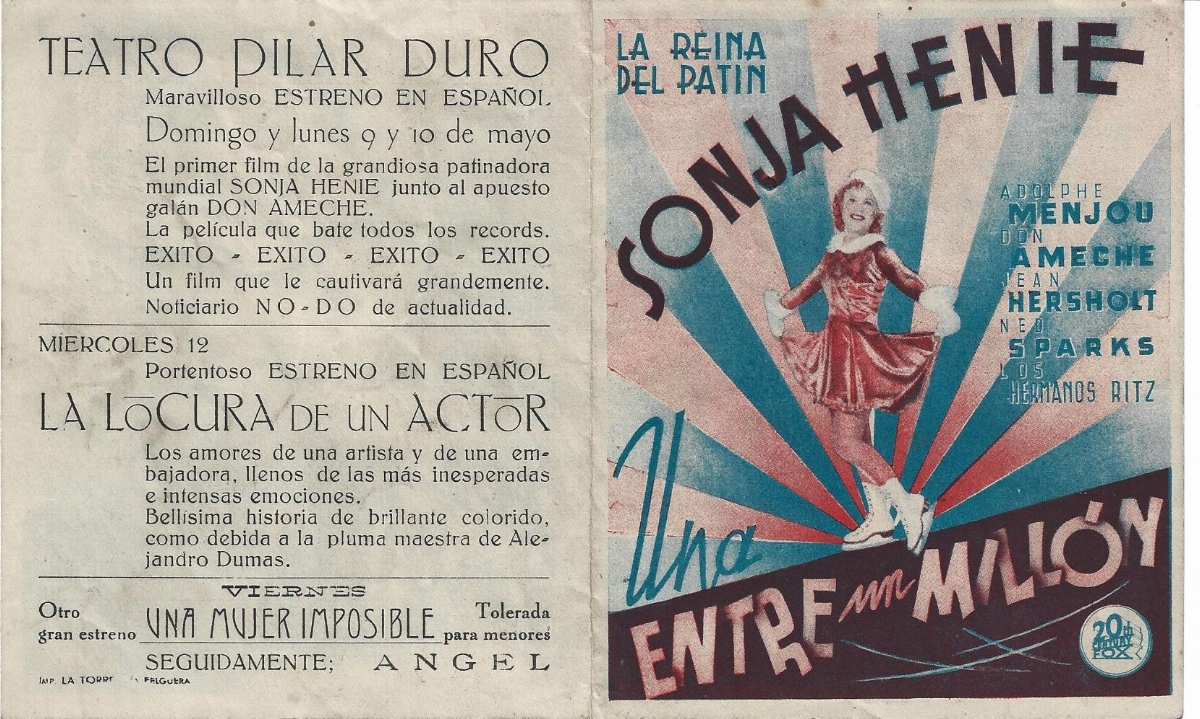 TEATRO PILAR DURO
Maravilloso ESTRENO EN ESPAÑOL
Domingo y lunes 9 y 10 de mayo
El primer film de la grandiosa patinadora
mundial SONJA HENIE junto al apuesto
galán DON AMECHE.
La película que bate todos los records.
EXITO - EXITO - EXITO - EXITO
Un film que le cautivará grandemente.
Noticiario NO-DO de actualidad.
MIERCOLES 12
Portentoso ESTRENO EN ESPAÑOL
LA LOCURA DE UN ACTOR
Los amores de una artista y de una em-
bajadora, llenos de las más inesperadas
e intensas emociones.
Bellísima historia de brillante colorido,
como debida a la pluma maestra de Ale-
jandro Dumas.
VIERNES
Otro
gran estreno
UNA MUJER IMPOSIBLE
Tolerada
para menores
SEGUIDAMENTE; ANGEL
IMP. LA TORRE FELGUERA
LA REINA
DEL PATIN
SONJA HENIE
ADOLPHE
MENJOU
DON
AMECHE
JEAN
HERSHOLT
NED
SPARKS
LOS
HERMANOS RITZ
Una
ENTRE un MILLÓN
20th
CENTURY
FOX